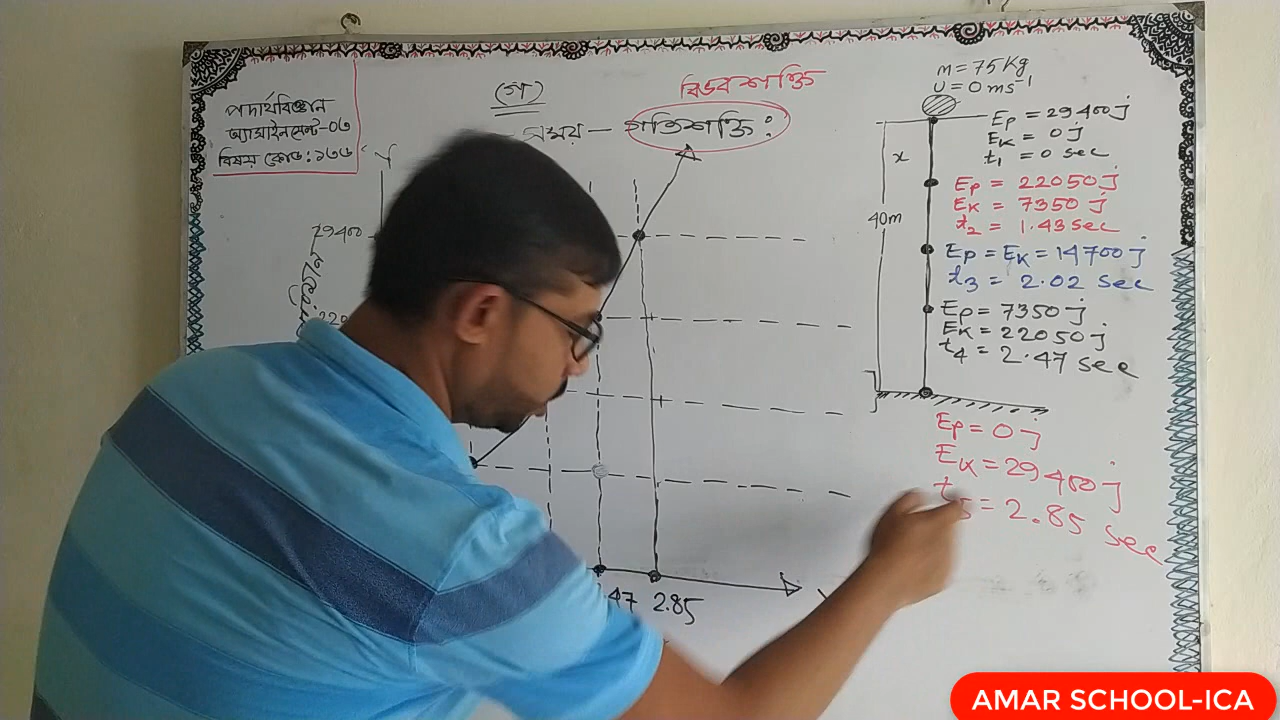 পদার্থবিজ্ঞান
অ্যাসাইনমেন্ট-০৩
বিষয় কোড: ১৩৬
(গ)
বিভব শক্তি
সময় — গতিশক্তি:
Y
29400
2.85
m = 75 Kg
U = 0 ms⁻¹
Ep = 29400 j
Ek = 0 j
t₁ = 0 sec
x
Ep = 22050 j
Ek = 7350 j
t₂ = 1.43 sec
40m
Ep = Ek = 14700 j
t₃ = 2.02 sec
Ep = 7350 j
Ek = 22050 j
t₄ = 2.47 sec
Ep = 0 j
Ek = 29400 j
t₅ = 2.85 sec
AMAR SCHOOL-ICA